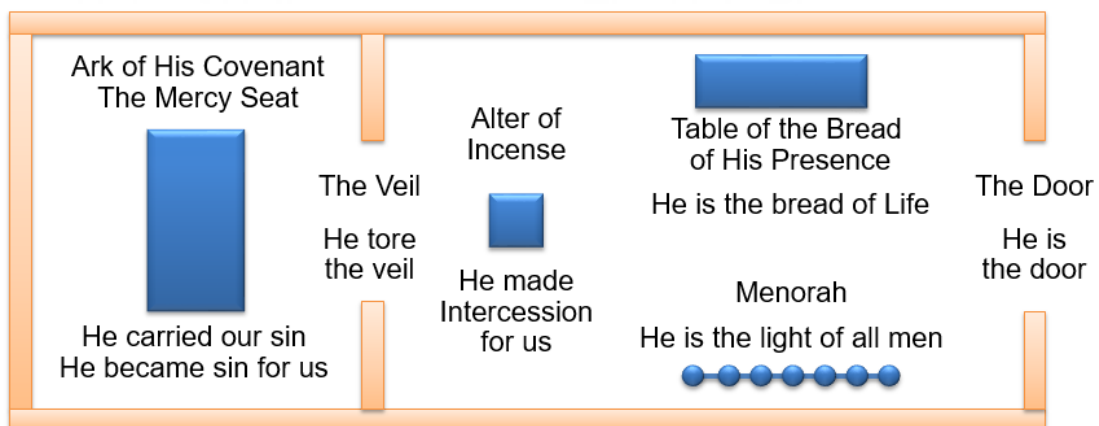 Ark of His Covenant
The Mercy Seat
He carried our sin
He became sin for us
The Veil
He tore
the veil
Alter of
Incense
He made
Intercession
for us
Table of the Bread
of His Presence
He is the bread of Life
Menorah
He is the light of all men
The Door
He is
the door